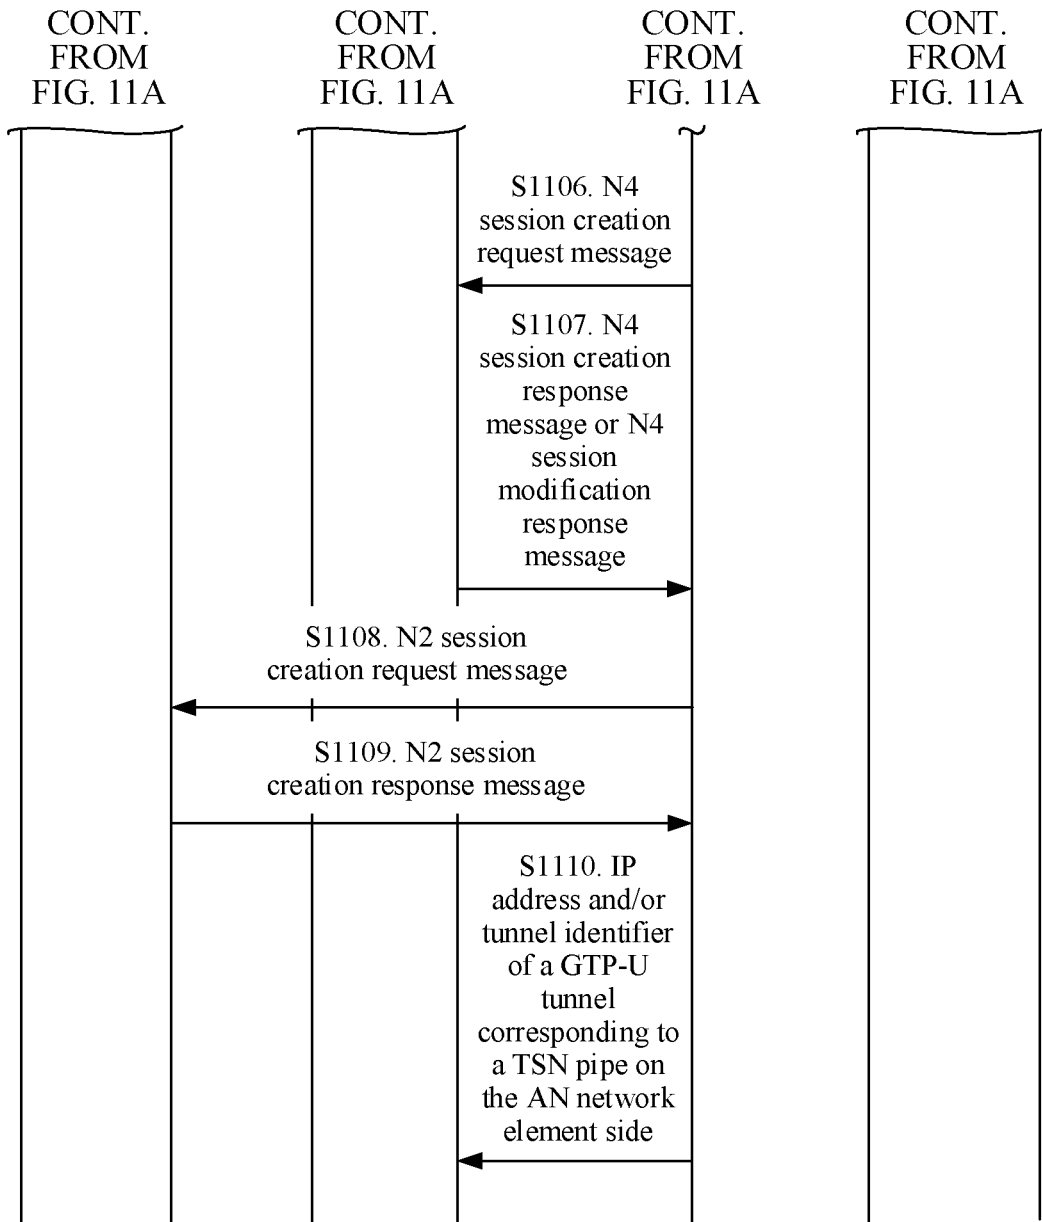 CONT.
FROM
FIG. 11A
CONT.
FROM
FIG. 11A
CONT.
FROM
FIG. 11A
CONT.
FROM
FIG. 11A
S1106. N4
session creation
request message
S1107. N4
session creation
response
message or N4
session
modification
response
message
S1108. N2 session
creation request message
S1109. N2 session
creation response message
S1110. IP
address and/or
tunnel identifier
of a GTP-U
tunnel
corresponding to
a TSN pipe on
the AN network
element side